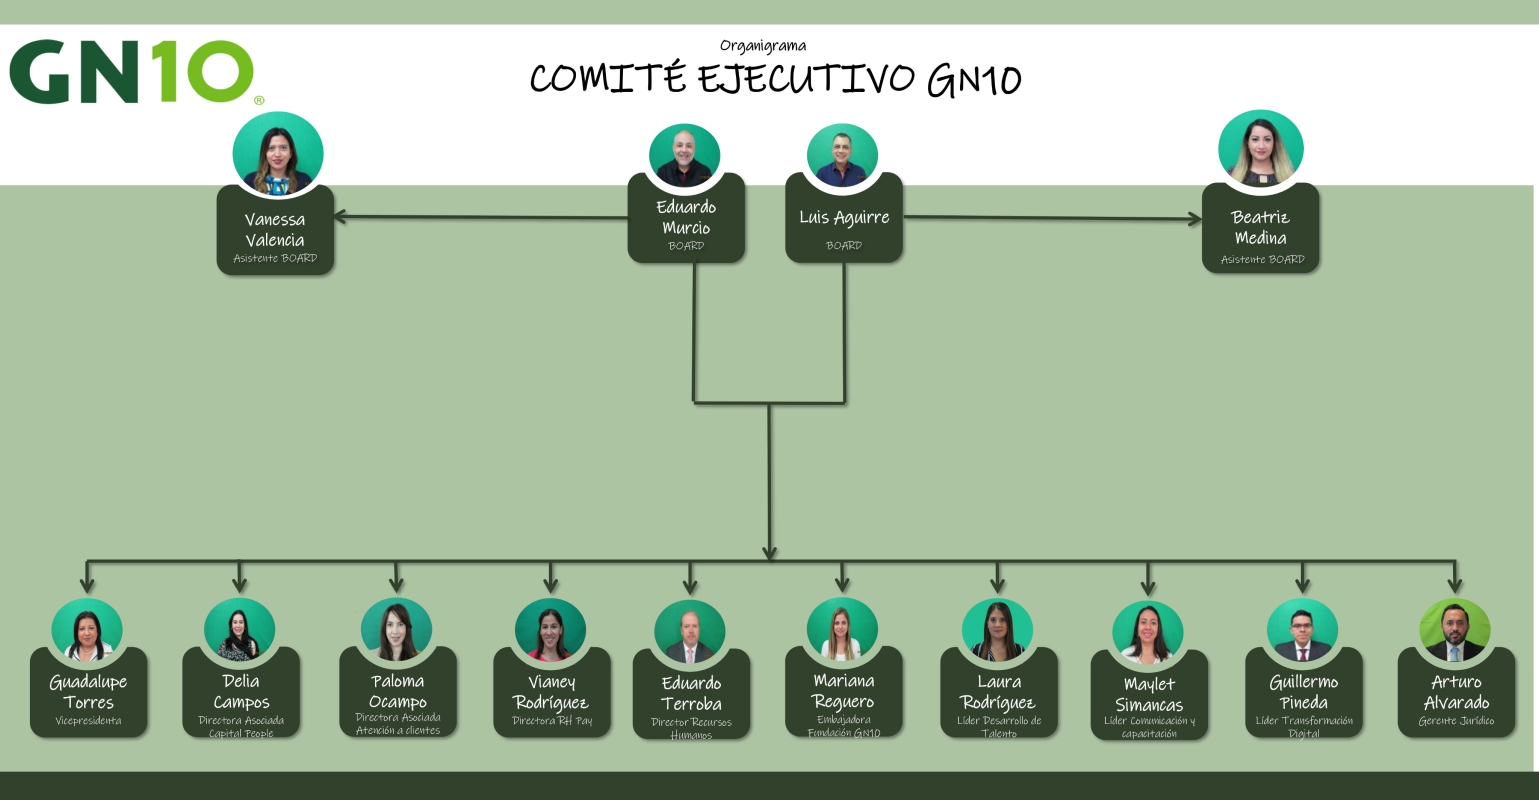 GN10®
Organigrama
COMITÉ EJECUTIVO GN10
Vanessa
Valencia
Asistente BOARD
Eduardo
Murcio
BOARD
Luis Aguirre
BOARD
Beatriz
Medina
Asistente BOARD
Guadalupe
Torres
Vicepresidenta
Delia
Campos
Directora Asociada
Capital People
Paloma
Ocampo
Directora Asociada
Atención a clientes
Vianey
Rodríguez
Directora RH Pay
Eduardo
Terroba
Director Recursos
Humanos
Mariana
Reguero
Embajadora
Fundación GN10
Laura
Rodríguez
Líder Desarrollo de
Talento
Maylet
Simancas
Líder Comunicación y
capacitación
Guillermo
Pineda
Líder Transformación
Digital
Arturo
Alvarado
Gerente Jurídico